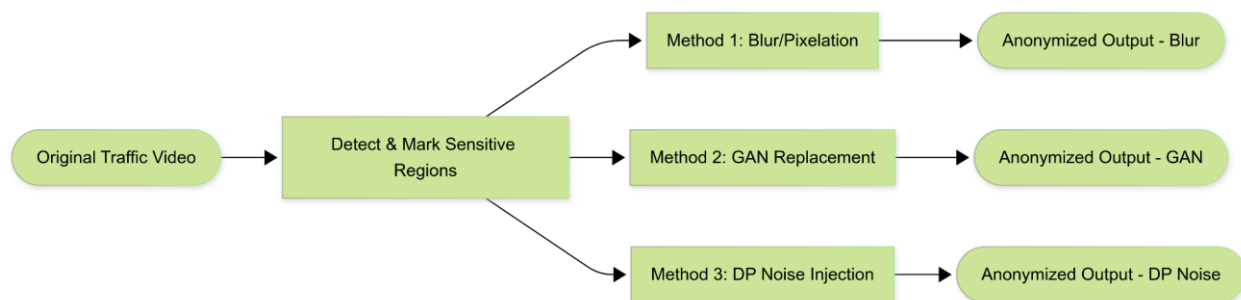 Original Traffic Video
Detect & Mark Sensitive
Regions
Method 1: Blur/Pixelation
Anonymized Output - Blur
Method 2: GAN Replacement
Anonymized Output - GAN
Method 3: DP Noise Injection
Anonymized Output - DP Noise